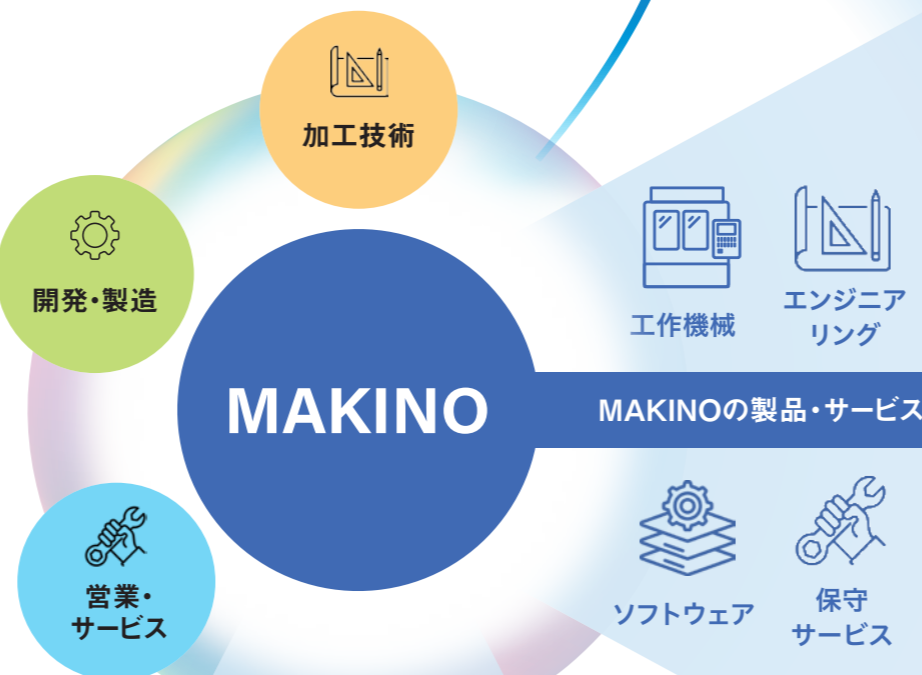 加工技術
開発・製造
営業・
サービス
MAKINO
工作機械
エンジニア
リング
MAKINOの製品・サービス
ソフトウェア
保守
サービス